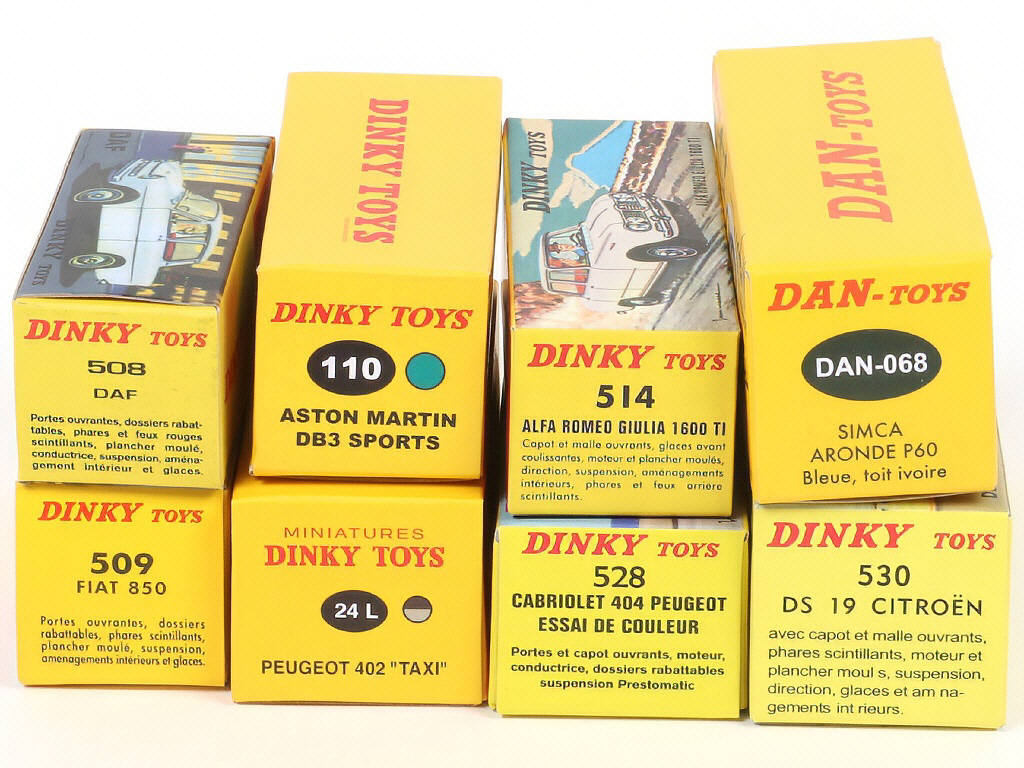 DAF
DINKY TOYS
DINKY TOYS
508
DAF
Portes ouvrantes, dossiers rabat-
tables, phares et feux rouges
scintillants, plancher moulé,
conductrice, suspension, aména-
gement intérieur et glaces.
DINKY TOYS
DINKY TOYS
110
ASTON MARTIN
DB3 SPORTS
DINKY TOYS
ALFA ROMEO GIULIA 1600 TI
DINKY TOYS
514
ALFA ROMEO GIULIA 1600 TI
Capot et malle ouvrants, glaces avant
coulissantes, moteur et plancher moulés,
direction, suspension, aménagements
intérieurs, phares et feux arrière
scintillants.
DAN-TOYS
DAN-TOYS
DAN-068
SIMCA
ARONDE P60
Bleue, toit ivoire
DINKY TOYS
509
FIAT 850
Portes ouvrantes, dossiers
rabattables, phares scintillants,
plancher moulé, suspension,
aménagements intérieurs et glaces.
MINIATURES
DINKY TOYS
24 L
PEUGEOT 402 "TAXI"
DINKY TOYS
528
CABRIOLET 404 PEUGEOT
ESSAI DE COULEUR
Portes et capot ouvrants, moteur,
conductrice, dossiers rabattables
suspension Prestomatic
DINKY TOYS
530
DS 19 CITROËN
avec capot et malle ouvrants,
phares scintillants, moteur et
plancher moul s, suspension,
direction, glaces et am na-
gements int rieurs.